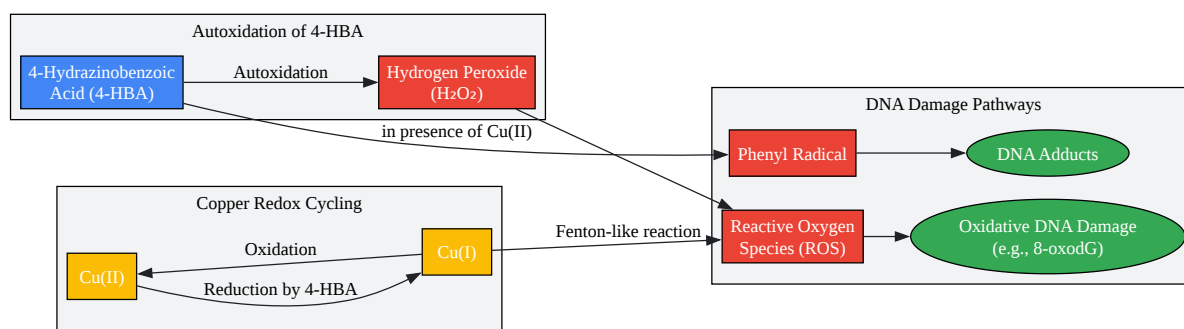 Autoxidation of 4-HBA
4-Hydrazinobenzoic
Acid (4-HBA)
Autoxidation
Hydrogen Peroxide
(H₂O₂)
in presence of Cu(II)
DNA Damage Pathways
Phenyl Radical
DNA Adducts
Copper Redox Cycling
Cu(II)
Oxidation
Reduction by 4-HBA
Cu(I)
Fenton-like reaction
Reactive Oxygen
Species (ROS)
Oxidative DNA Damage
(e.g., 8-oxodG)